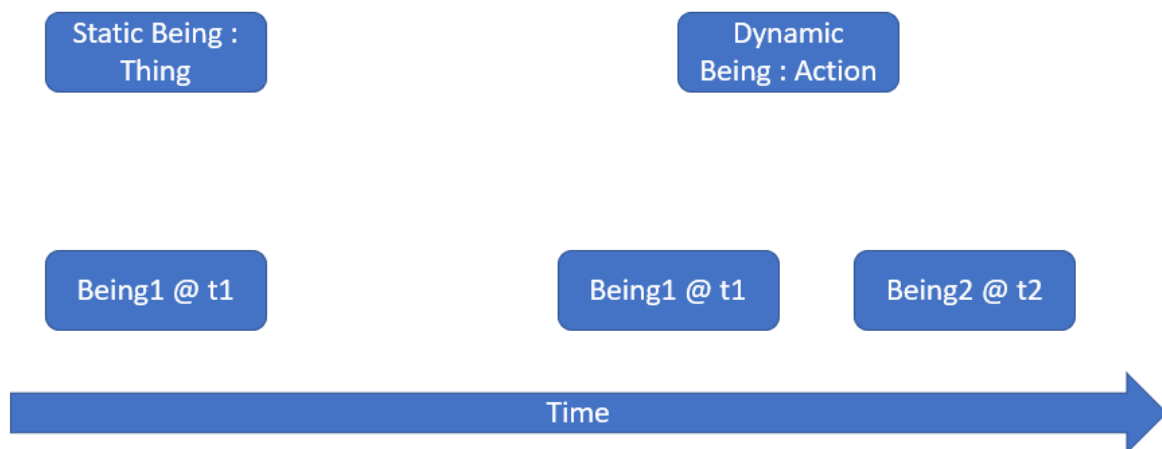 Static Being :
Thing
Dynamic
Being : Action
Being1 @ t1
Being1 @ t1
Being2 @ t2
Time